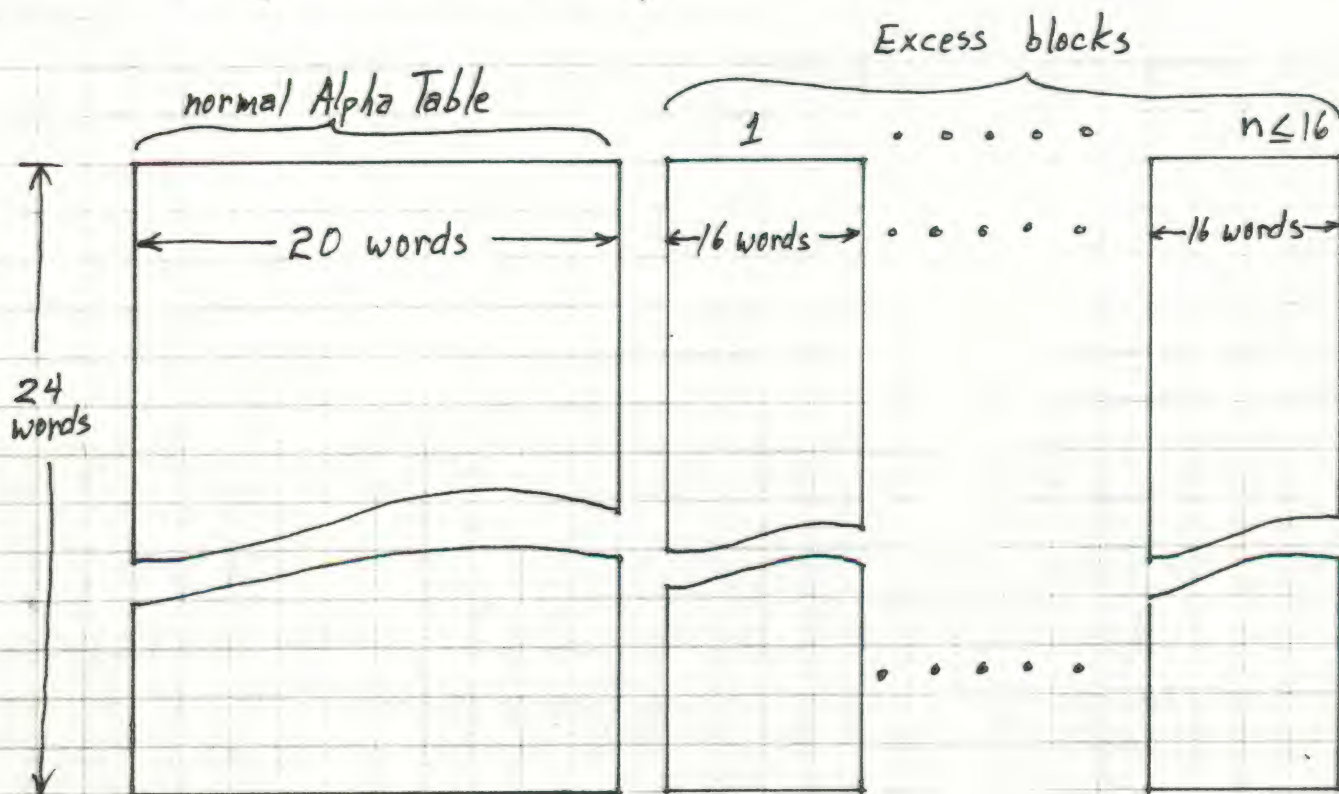 Excess blocks
normal Alpha Table
1 . . . . . n ≤ 16
20 words
16 words . . . . . 16 words
24
words
. . . . .